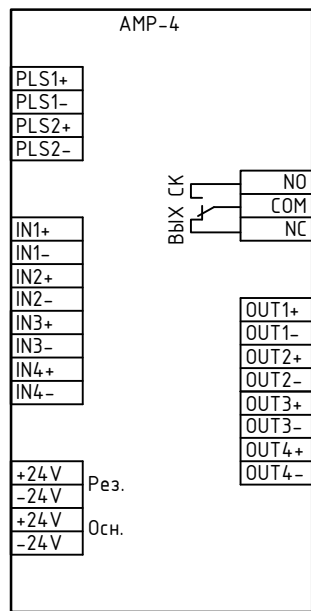 AMP-4
PLS1+
PLS1-
PLS2+
PLS2-
ВЫХ СК
NO
COM
NC
IN1+
IN1-
IN2+
IN2-
IN3+
IN3-
IN4+
IN4-
OUT1+
OUT1-
OUT2+
OUT2-
OUT3+
OUT3-
OUT4+
OUT4-
+24V
-24V
Рез.
+24V
-24V
Осн.